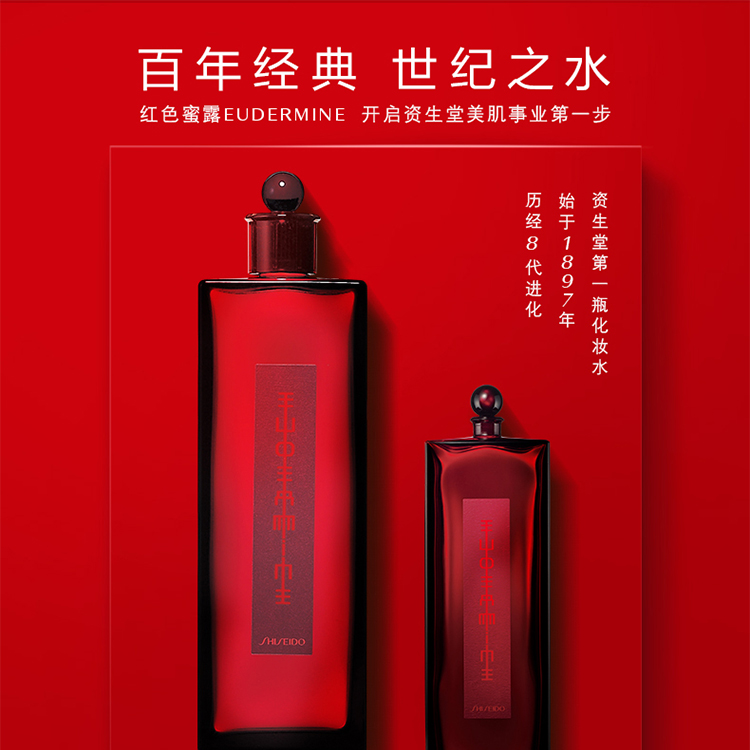 百年经典 世纪之水
红色蜜露EUDERMINE 开启资生堂美肌事业第一步
资生堂第一瓶化妆水
始于1897年
历经8代进化
EUDERMINE
SHISEIDO
EUDERMINE
SHISEIDO